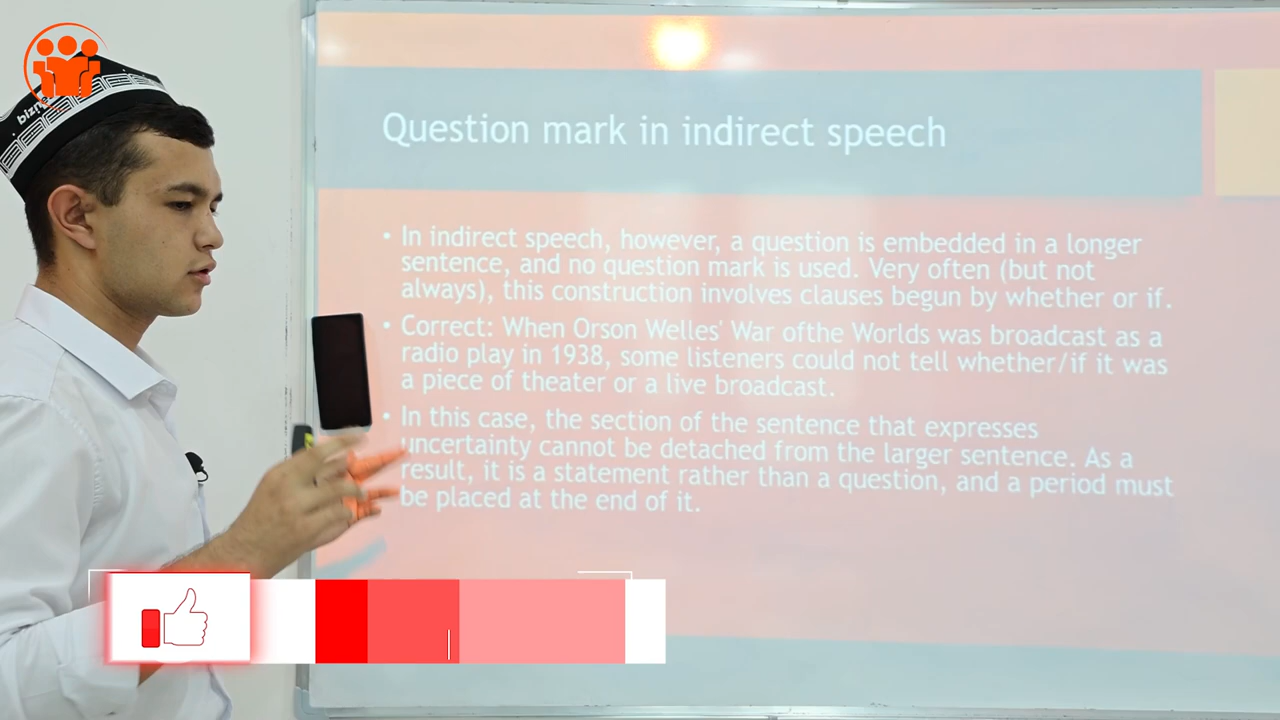 Question mark in indirect speech
• In indirect speech, however, a question is embedded in a longer
sentence, and no question mark is used. Very often (but not
always), this construction involves clauses begun by whether or if.
• Correct: When Orson Welles' War ofthe Worlds was broadcast as a
radio play in 1938, some listeners could not tell whether/if it was
a piece of theater or a live broadcast.
• In this case, the section of the sentence that expresses
uncertainty cannot be detached from the larger sentence. As a
result, it is a statement rather than a question, and a period must
be placed at the end of it.